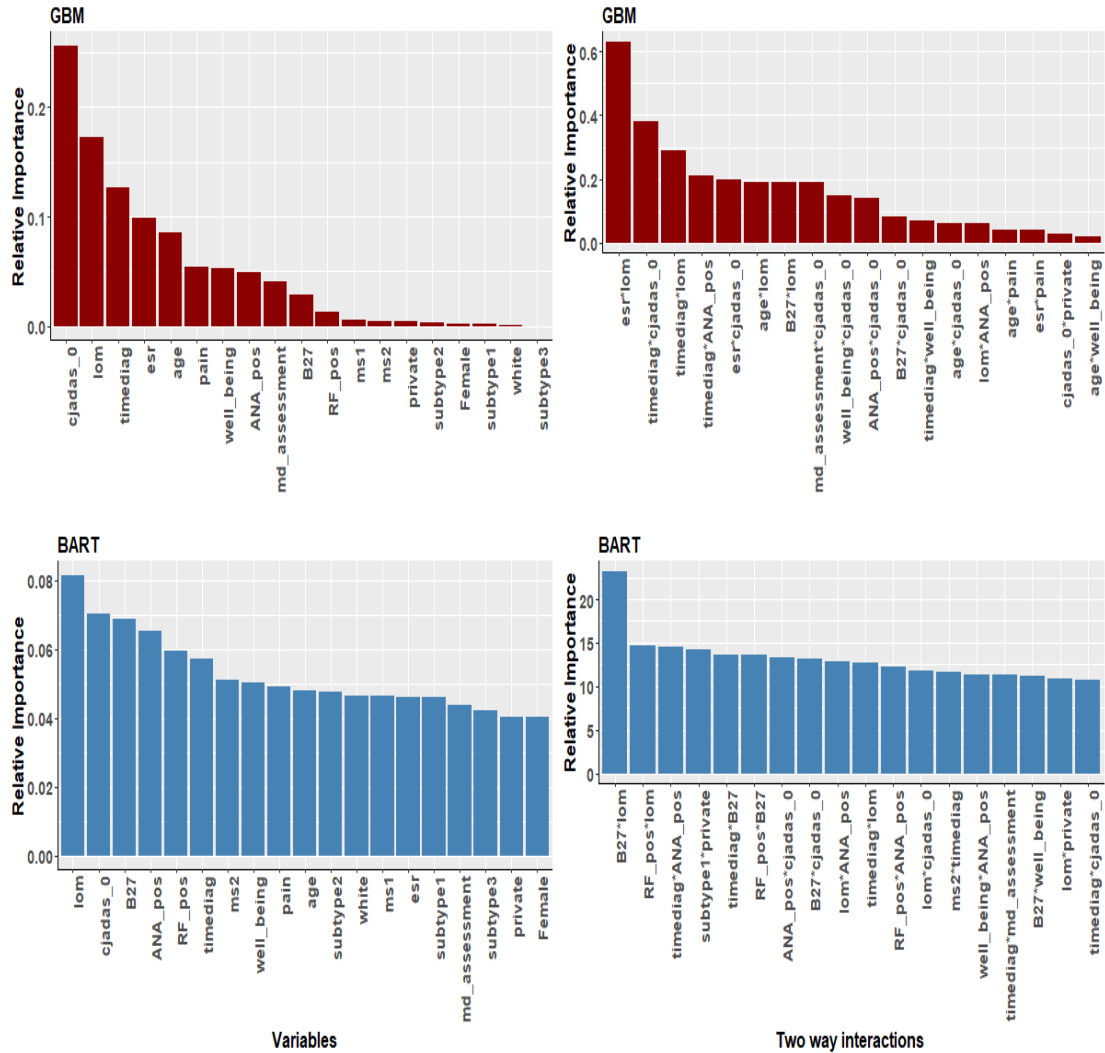 GBM
Relative Importance
0.2
0.1
0.0
cjadas_0
lom
timediag
esr
age
pain
well_being
ANA_pos
md_assessment
B27
RF_pos
ms1
ms2
private
subtype2
Female
subtype1
white
subtype3
GBM
Relative Importance
0.6
0.4
0.2
0.0
esr*lom
timediag*cjadas_0
timediag*lom
timediag*ANA_pos
esr*cjadas_0
age*lom
B27*lom
md_assessment*cjadas_0
well_being*cjadas_0
ANA_pos*cjadas_0
B27*cjadas_0
timediag*well_being
age*cjadas_0
lom*ANA_pos
age*pain
esr*pain
cjadas_0*private
age*well_being
BART
Relative Importance
0.08
0.06
0.04
0.02
0.00
lom
cjadas_0
B27
ANA_pos
RF_pos
timediag
ms2
well_being
pain
age
subtype2
white
ms1
esr
subtype1
md_assessment
subtype3
private
Female
Variables
BART
Relative Importance
20
15
10
5
0
B27*lom
RF_pos*lom
timediag*ANA_pos
subtype1*private
timediag*B27
RF_pos*B27
ANA_pos*cjadas_0
B27*cjadas_0
lom*ANA_pos
timediag*lom
RF_pos*ANA_pos
lom*cjadas_0
ms2*timediag
well_being*ANA_pos
timediag*md_assessment
B27*well_being
lom*private
timediag*cjadas_0
Two way interactions